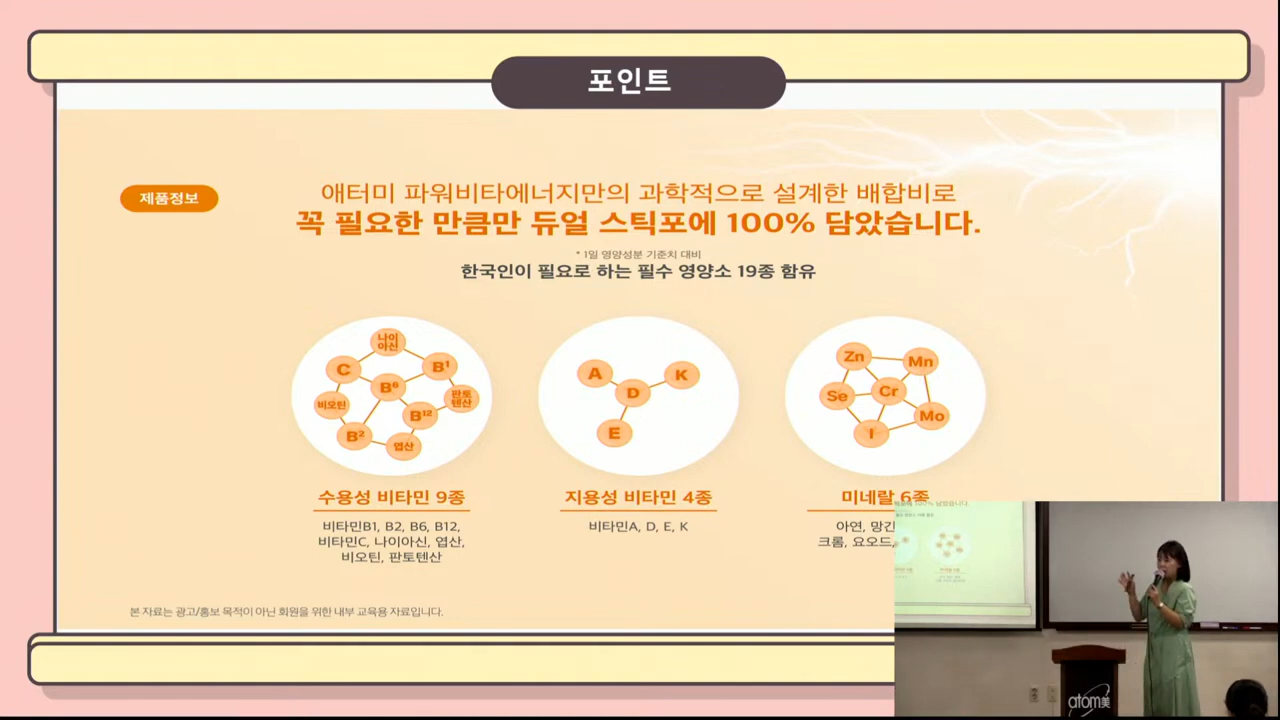 포인트
제품정보
애터미 파워비타에너지만의 과학적으로 설계한 배합비로
꼭 필요한 만큼만 듀얼 스틱포에 100% 담았습니다.
* 1일 영양성분 기준치 대비
한국인이 필요로 하는 필수 영양소 19종 함유
나이
아신
C
B1
B6
비오틴
판토
텐산
B12
B2
엽산
A
K
D
E
Zn
Mn
Se
Cr
Mo
I
수용성 비타민 9종
비타민B1, B2, B6, B12,
비타민C, 나이아신, 엽산,
비오틴, 판토텐산
지용성 비타민 4종
비타민A, D, E, K
미네랄 6종
아연, 망간
크롬, 요오드,
본 자료는 광고/홍보 목적이 아닌 회원을 위한 내부 교육용 자료입니다.
100% 담았습니다.
atom美